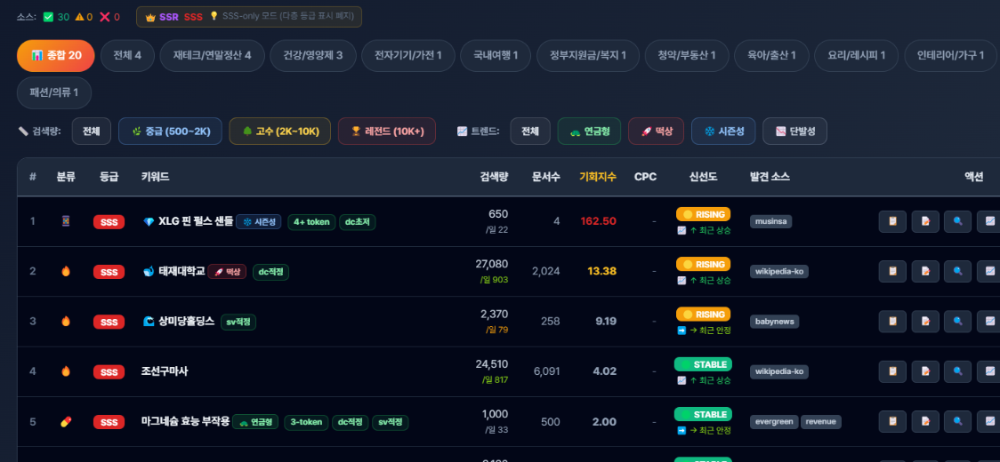 소스: ✅ 30 ⚠ 0 ❌ 0 👑 SSR SSS 💡 SSS-only 모드 (다층 등급 표시 폐지)
📊 종합 20 전체 4 재테크/연말정산 4 건강/영양제 3 전자기기/가전 1 국내여행 1 정부지원금/복지 1 청약/부동산 1 육아/출산 1 요리/레시피 1 인테리어/가구 1
패션/의류 1
검색량: 전체 🌿 중급 (500~2K) 🌳 고수 (2K~10K) 🏆 레전드 (10K+) 📈 트렌드: 전체 연금형 🚀 떡상 ❄ 시즌성 단발성
# 분류 등급 키워드 검색량 문서수 기회지수 CPC 신선도 발견 소스 액션
1 SSS 💎 XLG 핀 펄스 샌들 ❄ 시즌성 4+ token dc초저 650 4 162.50 - RISING musinsa
/일 22 📈 ↑ 최근 상승
2 🔥 SSS 태재대학교 🚀 떡상 dc적정 27,080 2,024 13.38 - RISING wikipedia-ko
/일 903 📈 ↑ 최근 상승
3 🔥 SSS 🌊 상미당홀딩스 sv적정 2,370 258 9.19 - RISING babynews
/일 79 ➡ → 최근 안정
4 🔥 SSS 조선구마사 24,510 6,091 4.02 - STABLE wikipedia-ko
/일 817 📈 ↑ 최근 상승
5 💊 SSS 마그네슘 효능 부작용 연금형 3-token dc적정 sv적정 1,000 500 2.00 - STABLE evergreen revenue
/일 33 ➡ → 최근 안정